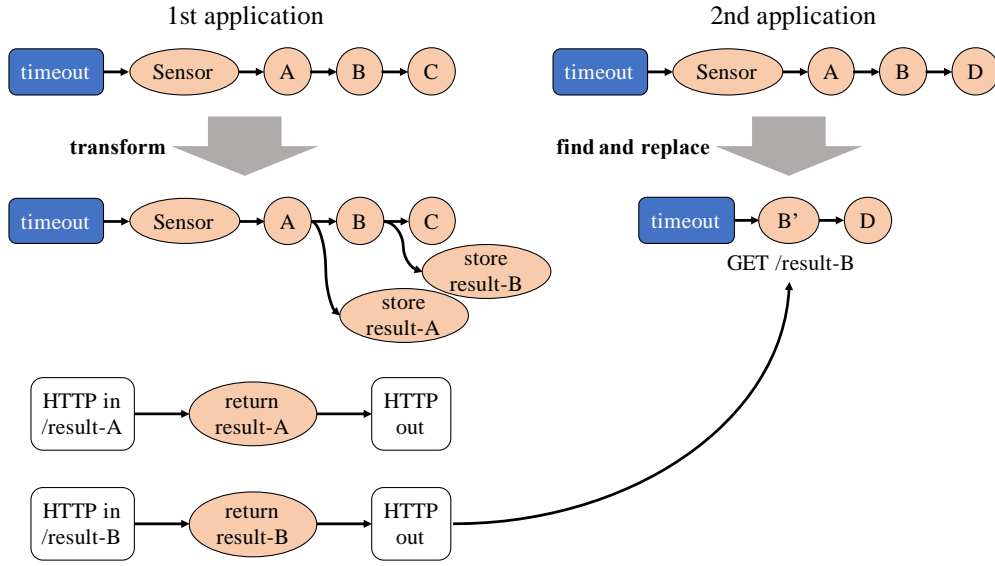 1st application
2nd application
timeout
Sensor
A
B
C
timeout
Sensor
A
B
D
transform
find and replace
timeout
Sensor
A
B
C
store
result-B
store
result-A
timeout
B’
D
GET /result-B
HTTP in
/result-A
return
result-A
HTTP
out
HTTP in
/result-B
return
result-B
HTTP
out